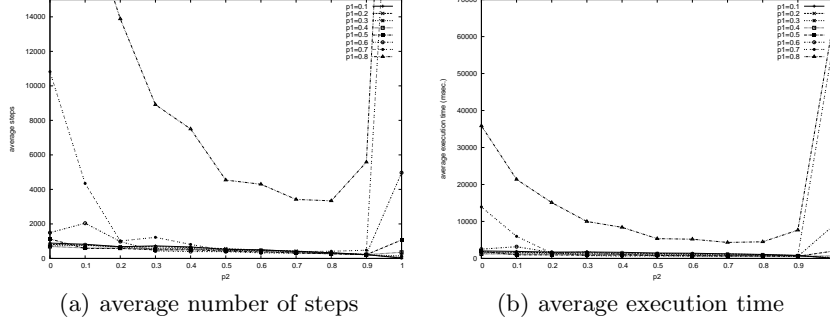 14000
12000
10000
8000
6000
4000
2000
0
average steps
0 0.1 0.2 0.3 0.4 0.5 0.6 0.7 0.8 0.9 1
p2
p1=0.1
p1=0.2
p1=0.3
p1=0.4
p1=0.5
p1=0.6
p1=0.7
p1=0.8
(a) average number of steps
70000
60000
50000
40000
30000
20000
10000
0
average execution time (msec.)
0 0.1 0.2 0.3 0.4 0.5 0.6 0.7 0.8 0.9
p2
p1=0.1
p1=0.2
p1=0.3
p1=0.4
p1=0.5
p1=0.6
p1=0.7
p1=0.8
(b) average execution time